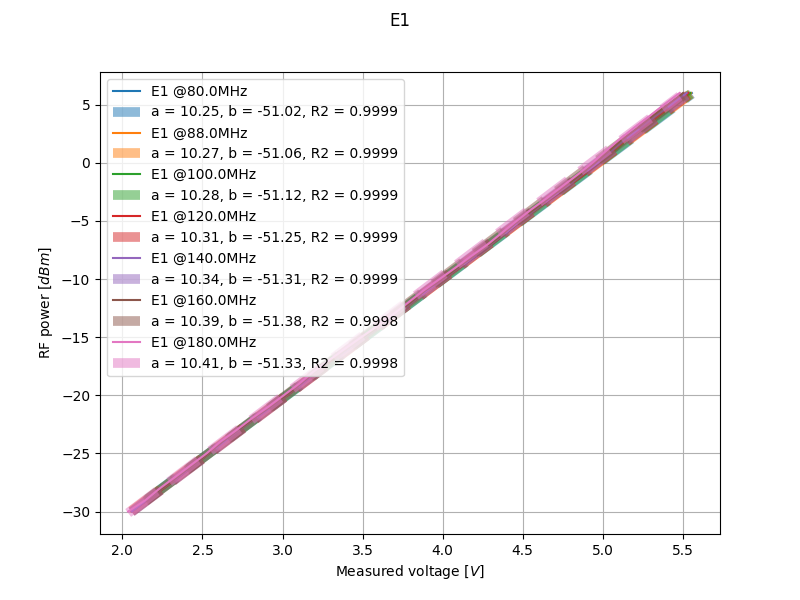 E1
E1 @80.0MHz
a = 10.25, b = -51.02, R2 = 0.9999
E1 @88.0MHz
a = 10.27, b = -51.06, R2 = 0.9999
E1 @100.0MHz
a = 10.28, b = -51.12, R2 = 0.9999
E1 @120.0MHz
a = 10.31, b = -51.25, R2 = 0.9999
E1 @140.0MHz
a = 10.34, b = -51.31, R2 = 0.9999
E1 @160.0MHz
a = 10.39, b = -51.38, R2 = 0.9998
E1 @180.0MHz
a = 10.41, b = -51.33, R2 = 0.9998
5
0
−5
−10
−15
−20
−25
−30
RF power [dBm]
2.0 2.5 3.0 3.5 4.0 4.5 5.0 5.5
Measured voltage [V]